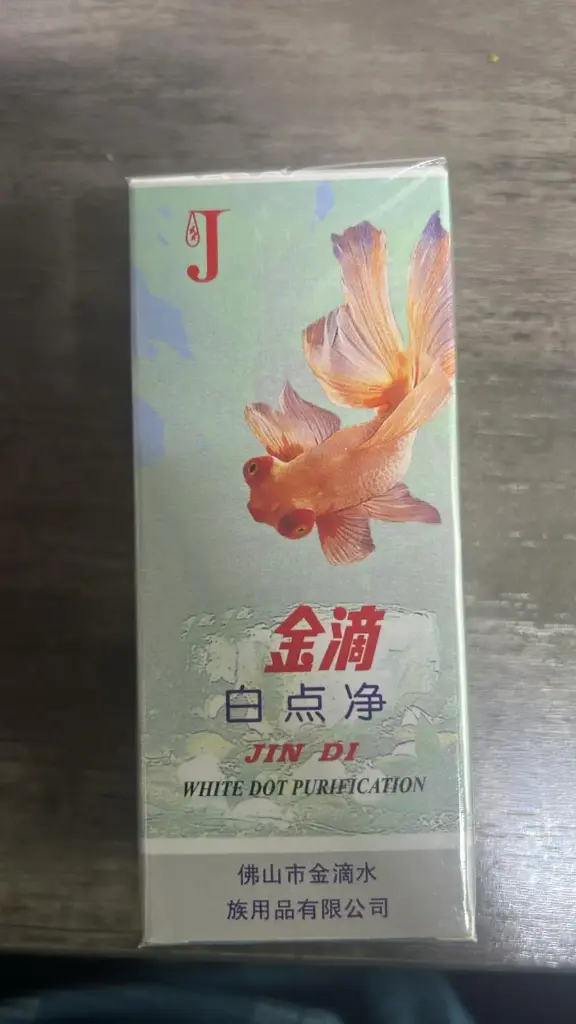 J
金滴
白点净
JIN DI
WHITE DOT PURIFICATION
佛山市金滴水
族用品有限公司